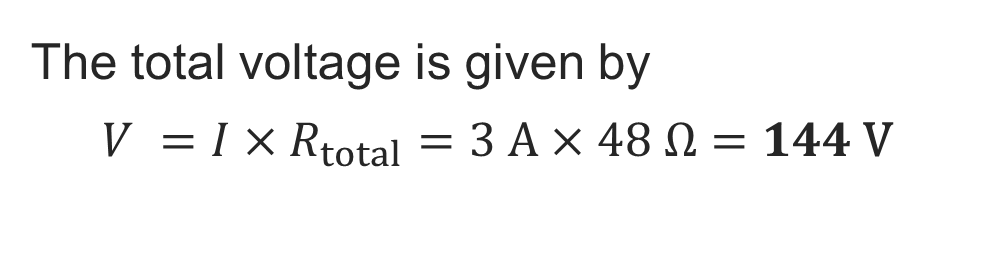 The total voltage is given by
V = I × R_total = 3 A × 48 Ω = 144 V